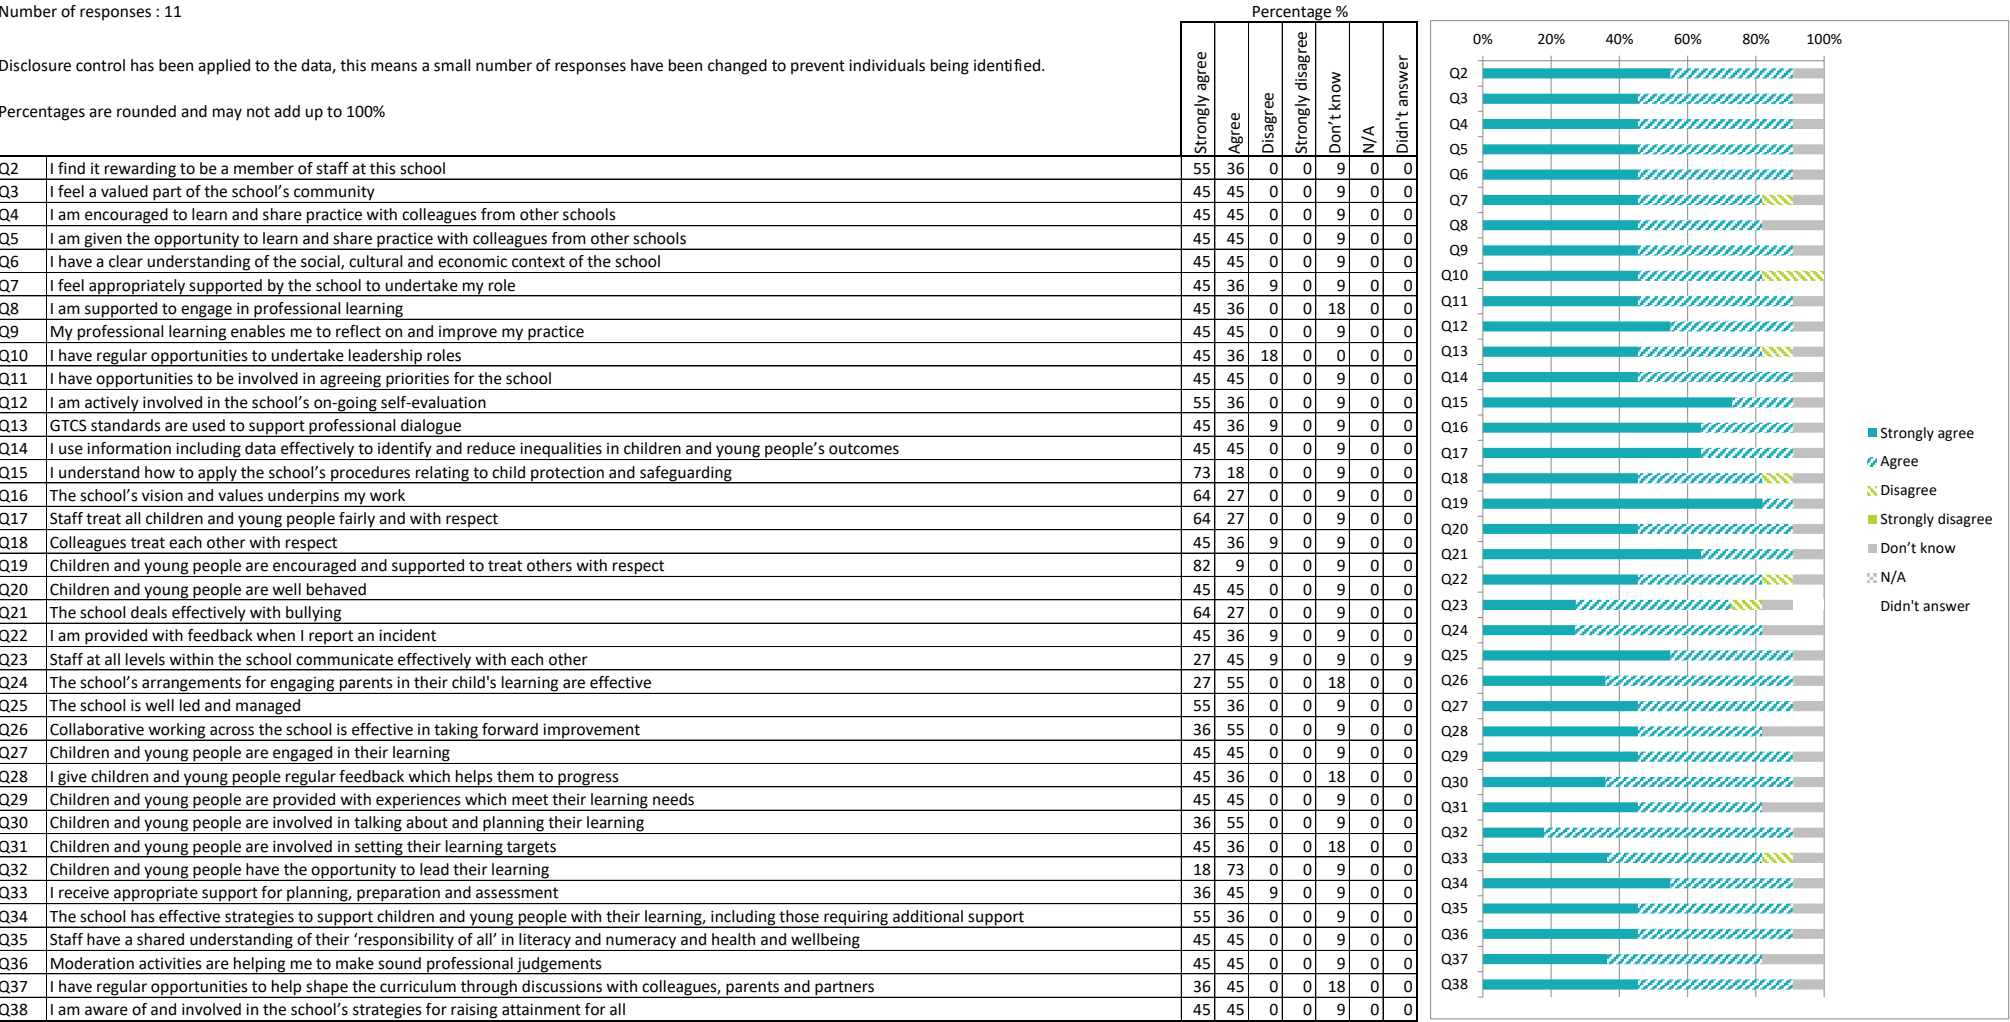 Number of responses : 11
Percentage %
Disclosure control has been applied to the data, this means a small number of responses have been changed to prevent individuals being identified.
Percentages are rounded and may not add up to 100%
Strongly agree
Agree
Disagree
Strongly disagree
Don't know
N/A
Didn't answer
Q2 I find it rewarding to be a member of staff at this school 55 36 0 0 9 0 0
Q3 I feel a valued part of the school's community 45 45 0 0 9 0 0
Q4 I am encouraged to learn and share practice with colleagues from other schools 45 45 0 0 9 0 0
Q5 I am given the opportunity to learn and share practice with colleagues from other schools 45 45 0 0 9 0 0
Q6 I have a clear understanding of the social, cultural and economic context of the school 45 45 0 0 9 0 0
Q7 I feel appropriately supported by the school to undertake my role 45 36 9 0 9 0 0
Q8 I am supported to engage in professional learning 45 36 0 0 18 0 0
Q9 My professional learning enables me to reflect on and improve my practice 45 45 0 0 9 0 0
Q10 I have regular opportunities to undertake leadership roles 45 36 18 0 0 0 0
Q11 I have opportunities to be involved in agreeing priorities for the school 45 45 0 0 9 0 0
Q12 I am actively involved in the school's on-going self-evaluation 55 36 0 0 9 0 0
Q13 GTCS standards are used to support professional dialogue 45 36 9 0 9 0 0
Q14 I use information including data effectively to identify and reduce inequalities in children and young people's outcomes 45 45 0 0 9 0 0
Q15 I understand how to apply the school's procedures relating to child protection and safeguarding 73 18 0 0 9 0 0
Q16 The school's vision and values underpins my work 64 27 0 0 9 0 0
Q17 Staff treat all children and young people fairly and with respect 64 27 0 0 9 0 0
Q18 Colleagues treat each other with respect 45 36 9 0 9 0 0
Q19 Children and young people are encouraged and supported to treat others with respect 82 9 0 0 9 0 0
Q20 Children and young people are well behaved 45 45 0 0 9 0 0
Q21 The school deals effectively with bullying 64 27 0 0 9 0 0
Q22 I am provided with feedback when I report an incident 45 36 9 0 9 0 0
Q23 Staff at all levels within the school communicate effectively with each other 27 45 9 0 9 0 9
Q24 The school's arrangements for engaging parents in their child's learning are effective 27 55 0 0 18 0 0
Q25 The school is well led and managed 55 36 0 0 9 0 0
Q26 Collaborative working across the school is effective in taking forward improvement 36 55 0 0 9 0 0
Q27 Children and young people are engaged in their learning 45 45 0 0 9 0 0
Q28 I give children and young people regular feedback which helps them to progress 45 36 0 0 18 0 0
Q29 Children and young people are provided with experiences which meet their learning needs 45 45 0 0 9 0 0
Q30 Children and young people are involved in talking about and planning their learning 36 55 0 0 9 0 0
Q31 Children and young people are involved in setting their learning targets 45 36 0 0 18 0 0
Q32 Children and young people have the opportunity to lead their learning 18 73 0 0 9 0 0
Q33 I receive appropriate support for planning, preparation and assessment 36 45 9 0 9 0 0
Q34 The school has effective strategies to support children and young people with their learning, including those requiring additional support 55 36 0 0 9 0 0
Q35 Staff have a shared understanding of their ‘responsibility of all’ in literacy and numeracy and health and wellbeing 45 45 0 0 9 0 0
Q36 Moderation activities are helping me to make sound professional judgements 45 45 0 0 9 0 0
Q37 I have regular opportunities to help shape the curriculum through discussions with colleagues, parents and partners 36 45 0 0 18 0 0
Q38 I am aware of and involved in the school's strategies for raising attainment for all 45 45 0 0 9 0 0
0% 20% 40% 60% 80% 100%
Q2
Q3
Q4
Q5
Q6
Q7
Q8
Q9
Q10
Q11
Q12
Q13
Q14
Q15
Q16
Q17
Q18
Q19
Q20
Q21
Q22
Q23
Q24
Q25
Q26
Q27
Q28
Q29
Q30
Q31
Q32
Q33
Q34
Q35
Q36
Q37
Q38
Strongly agree
Agree
Disagree
Strongly disagree
Don't know
N/A
Didn't answer